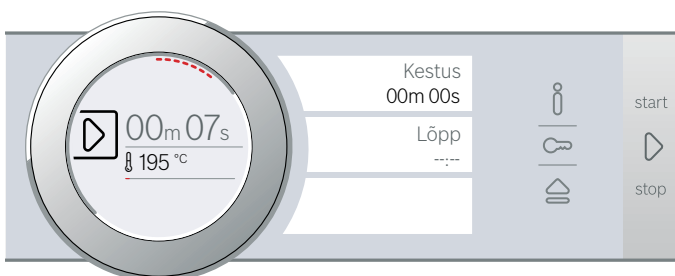 00m 07s
195 °C
Kestus
00m 00s
Lõpp
--:--
start
stop